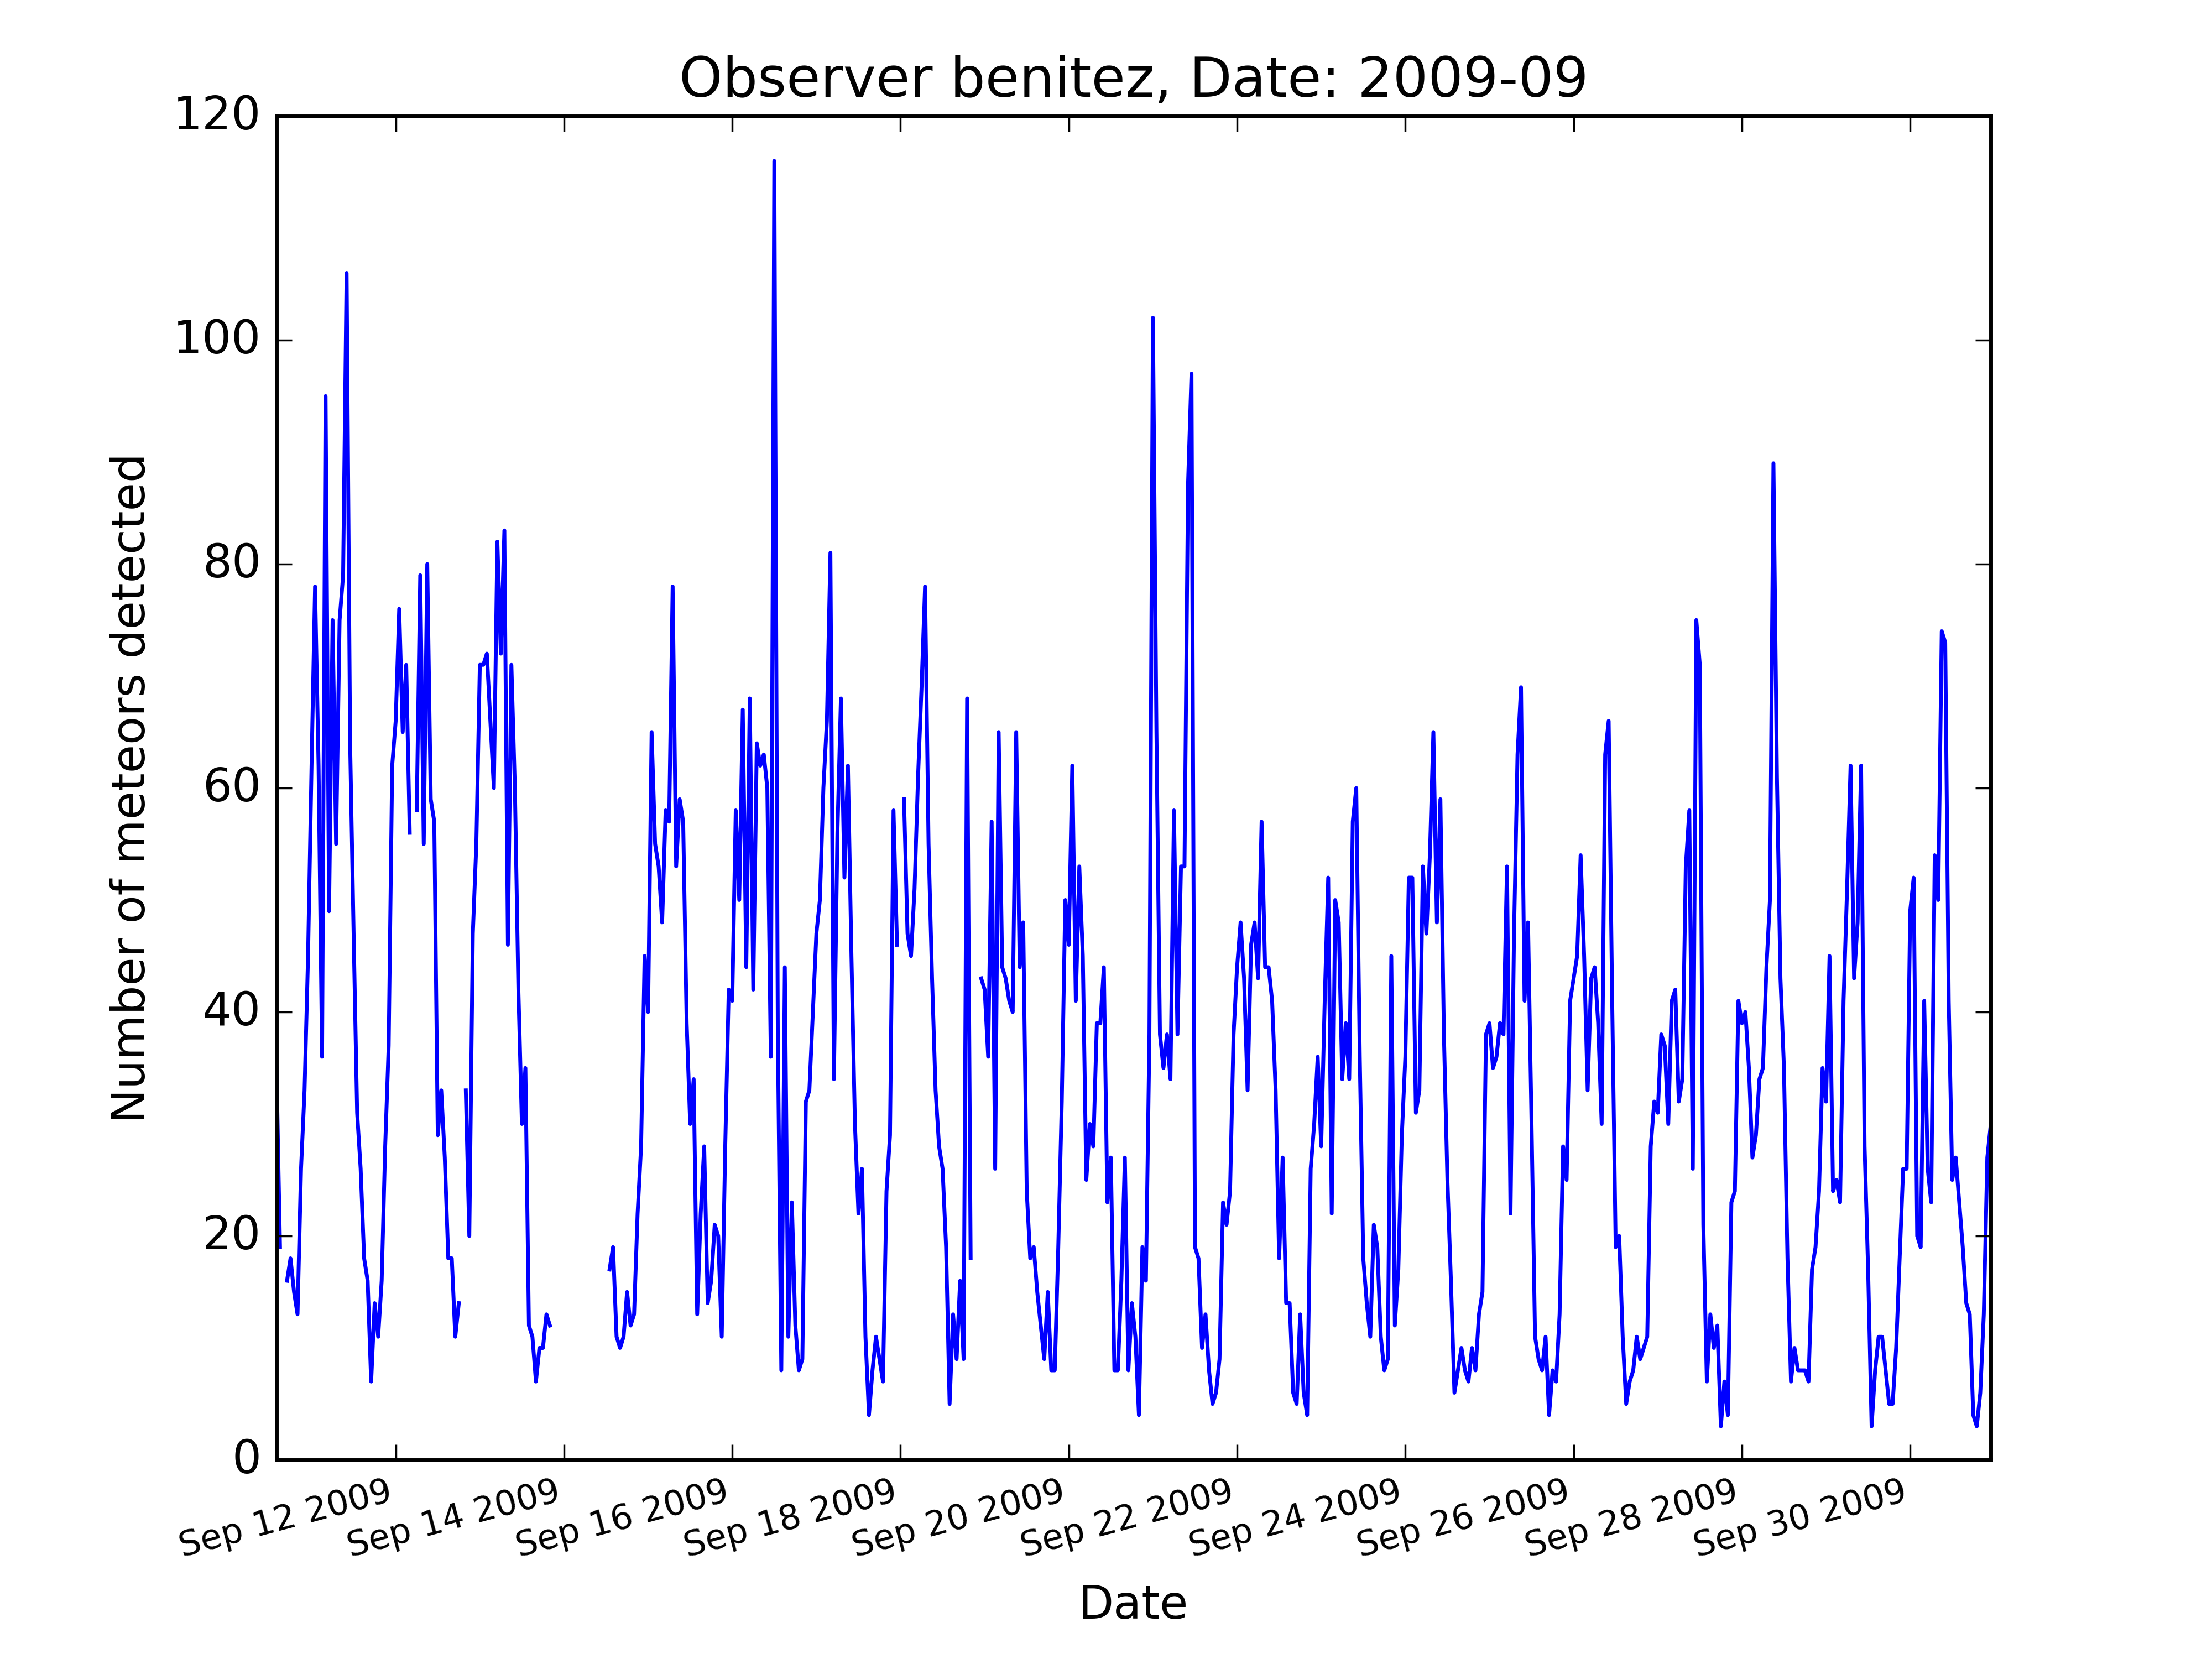 Observer benitez, Date: 2009-09
120
100
80
60
40
20
0
Number of meteors detected
Sep 12 2009
Sep 14 2009
Sep 16 2009
Sep 18 2009
Sep 20 2009
Sep 22 2009
Sep 24 2009
Sep 26 2009
Sep 28 2009
Sep 30 2009
Date